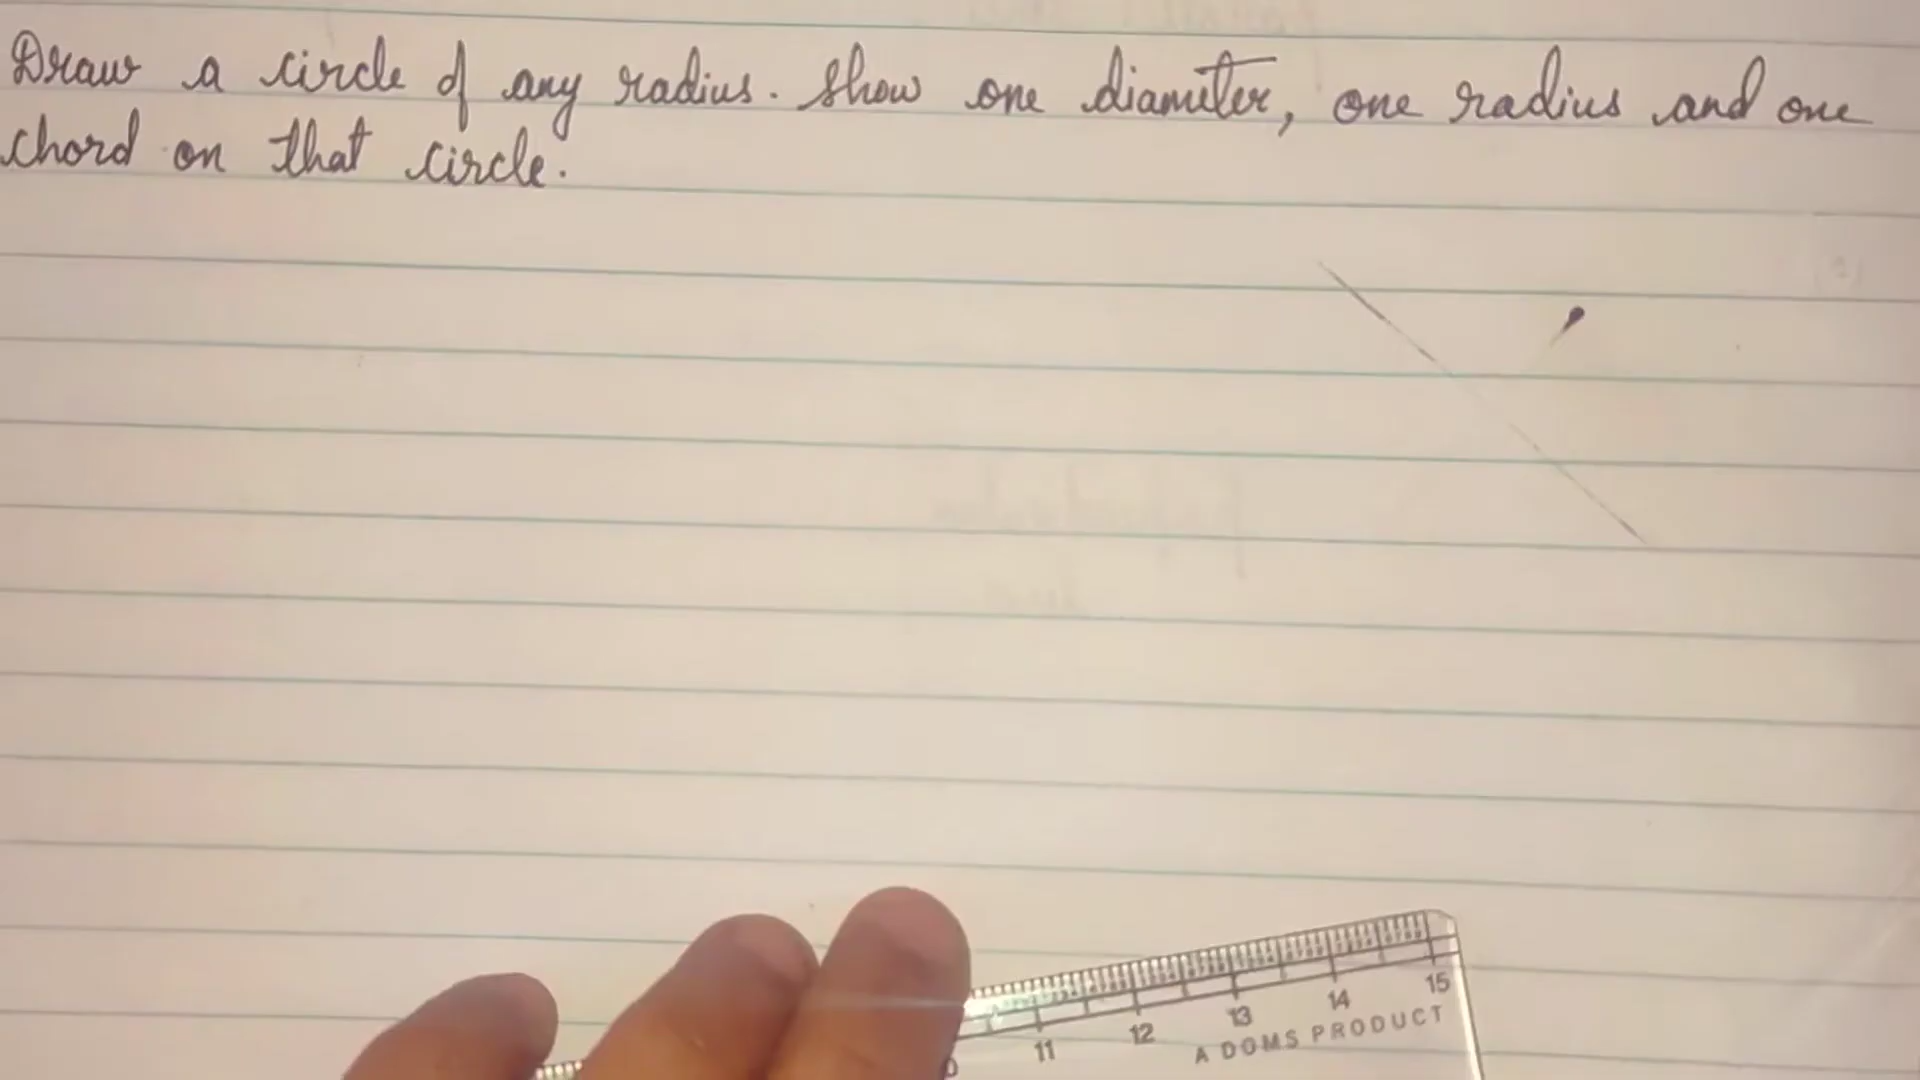 Draw a circle of any radius. Show one diameter, one radius and one
chord on that circle.
11 12 13 14 15
A DOMS PRODUCT